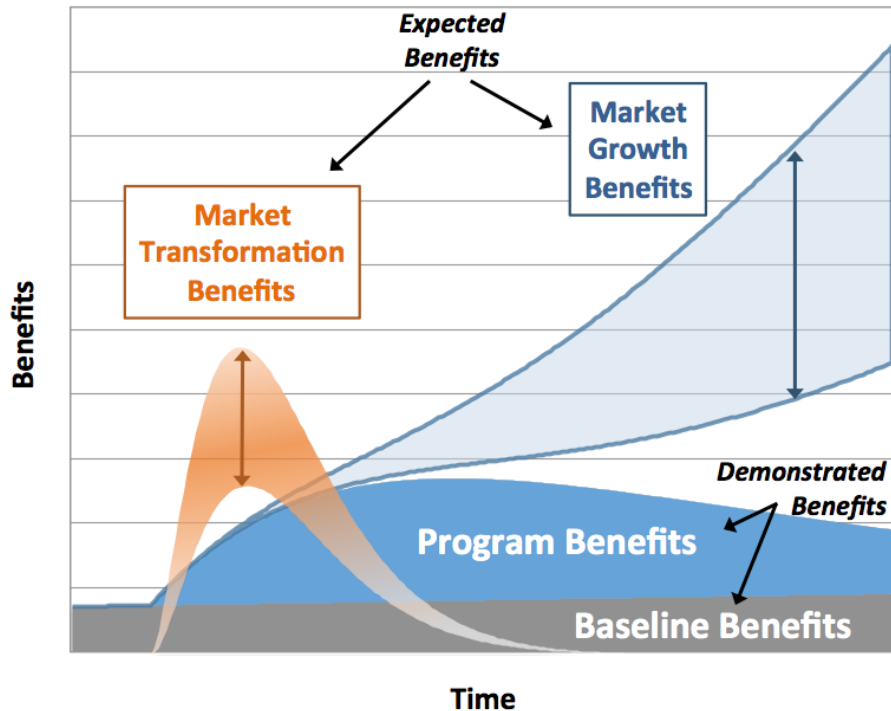 Expected
Benefits
Market
Growth
Benefits
Market
Transformation
Benefits
Benefits
Demonstrated
Benefits
Program Benefits
Baseline Benefits
Time